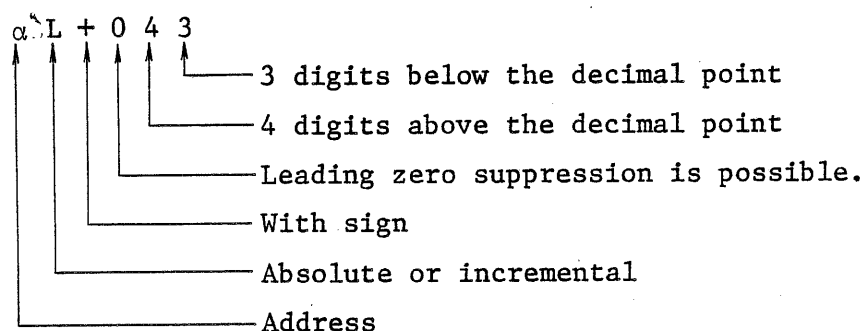 α L + 0 4 3
3 digits below the decimal point
4 digits above the decimal point
Leading zero suppression is possible.
With sign
Absolute or incremental
Address